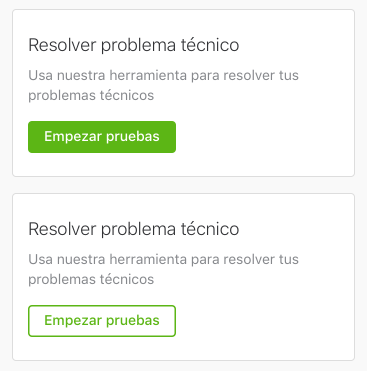 Resolver problema técnico
Usa nuestra herramienta para resolver tus
problemas técnicos
Empezar pruebas
Resolver problema técnico
Usa nuestra herramienta para resolver tus
problemas técnicos
Empezar pruebas